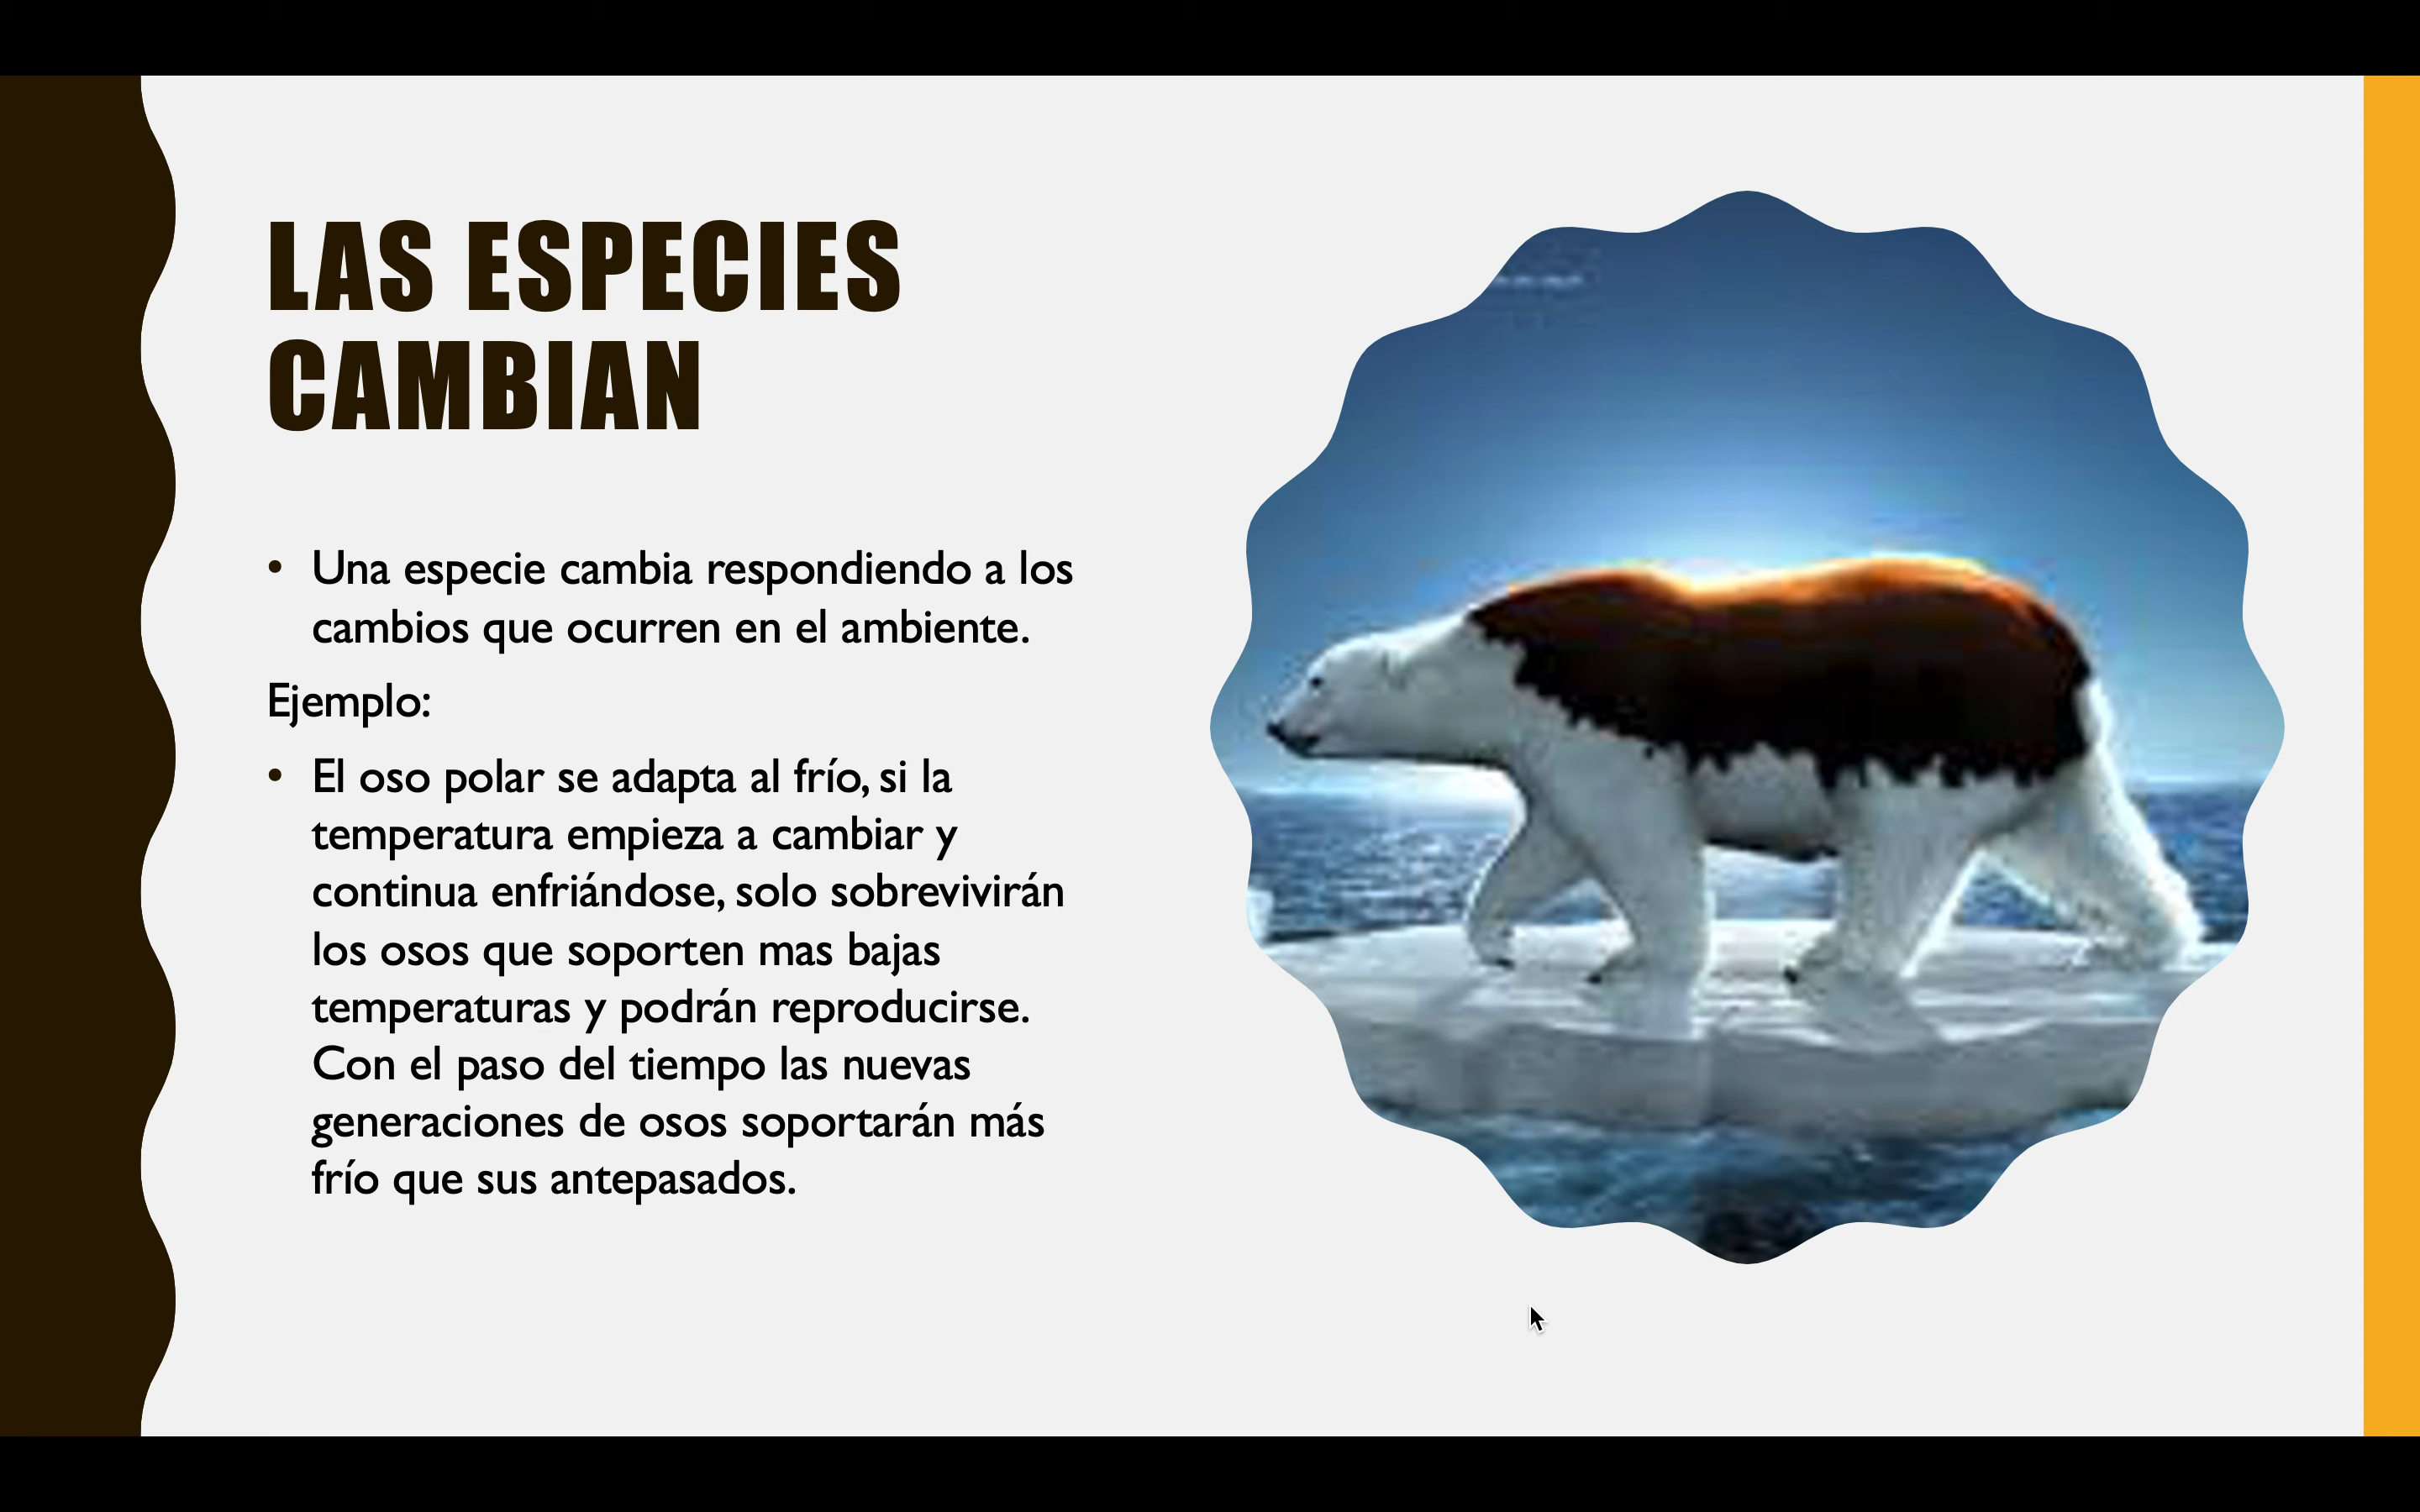 LAS ESPECIES
CAMBIAN
• Una especie cambia respondiendo a los
cambios que ocurren en el ambiente.
Ejemplo:
• El oso polar se adapta al frío, si la
temperatura empieza a cambiar y
continua enfriándose, solo sobrevivirán
los osos que soporten mas bajas
temperaturas y podrán reproducirse.
Con el paso del tiempo las nuevas
generaciones de osos soportarán más
frío que sus antepasados.